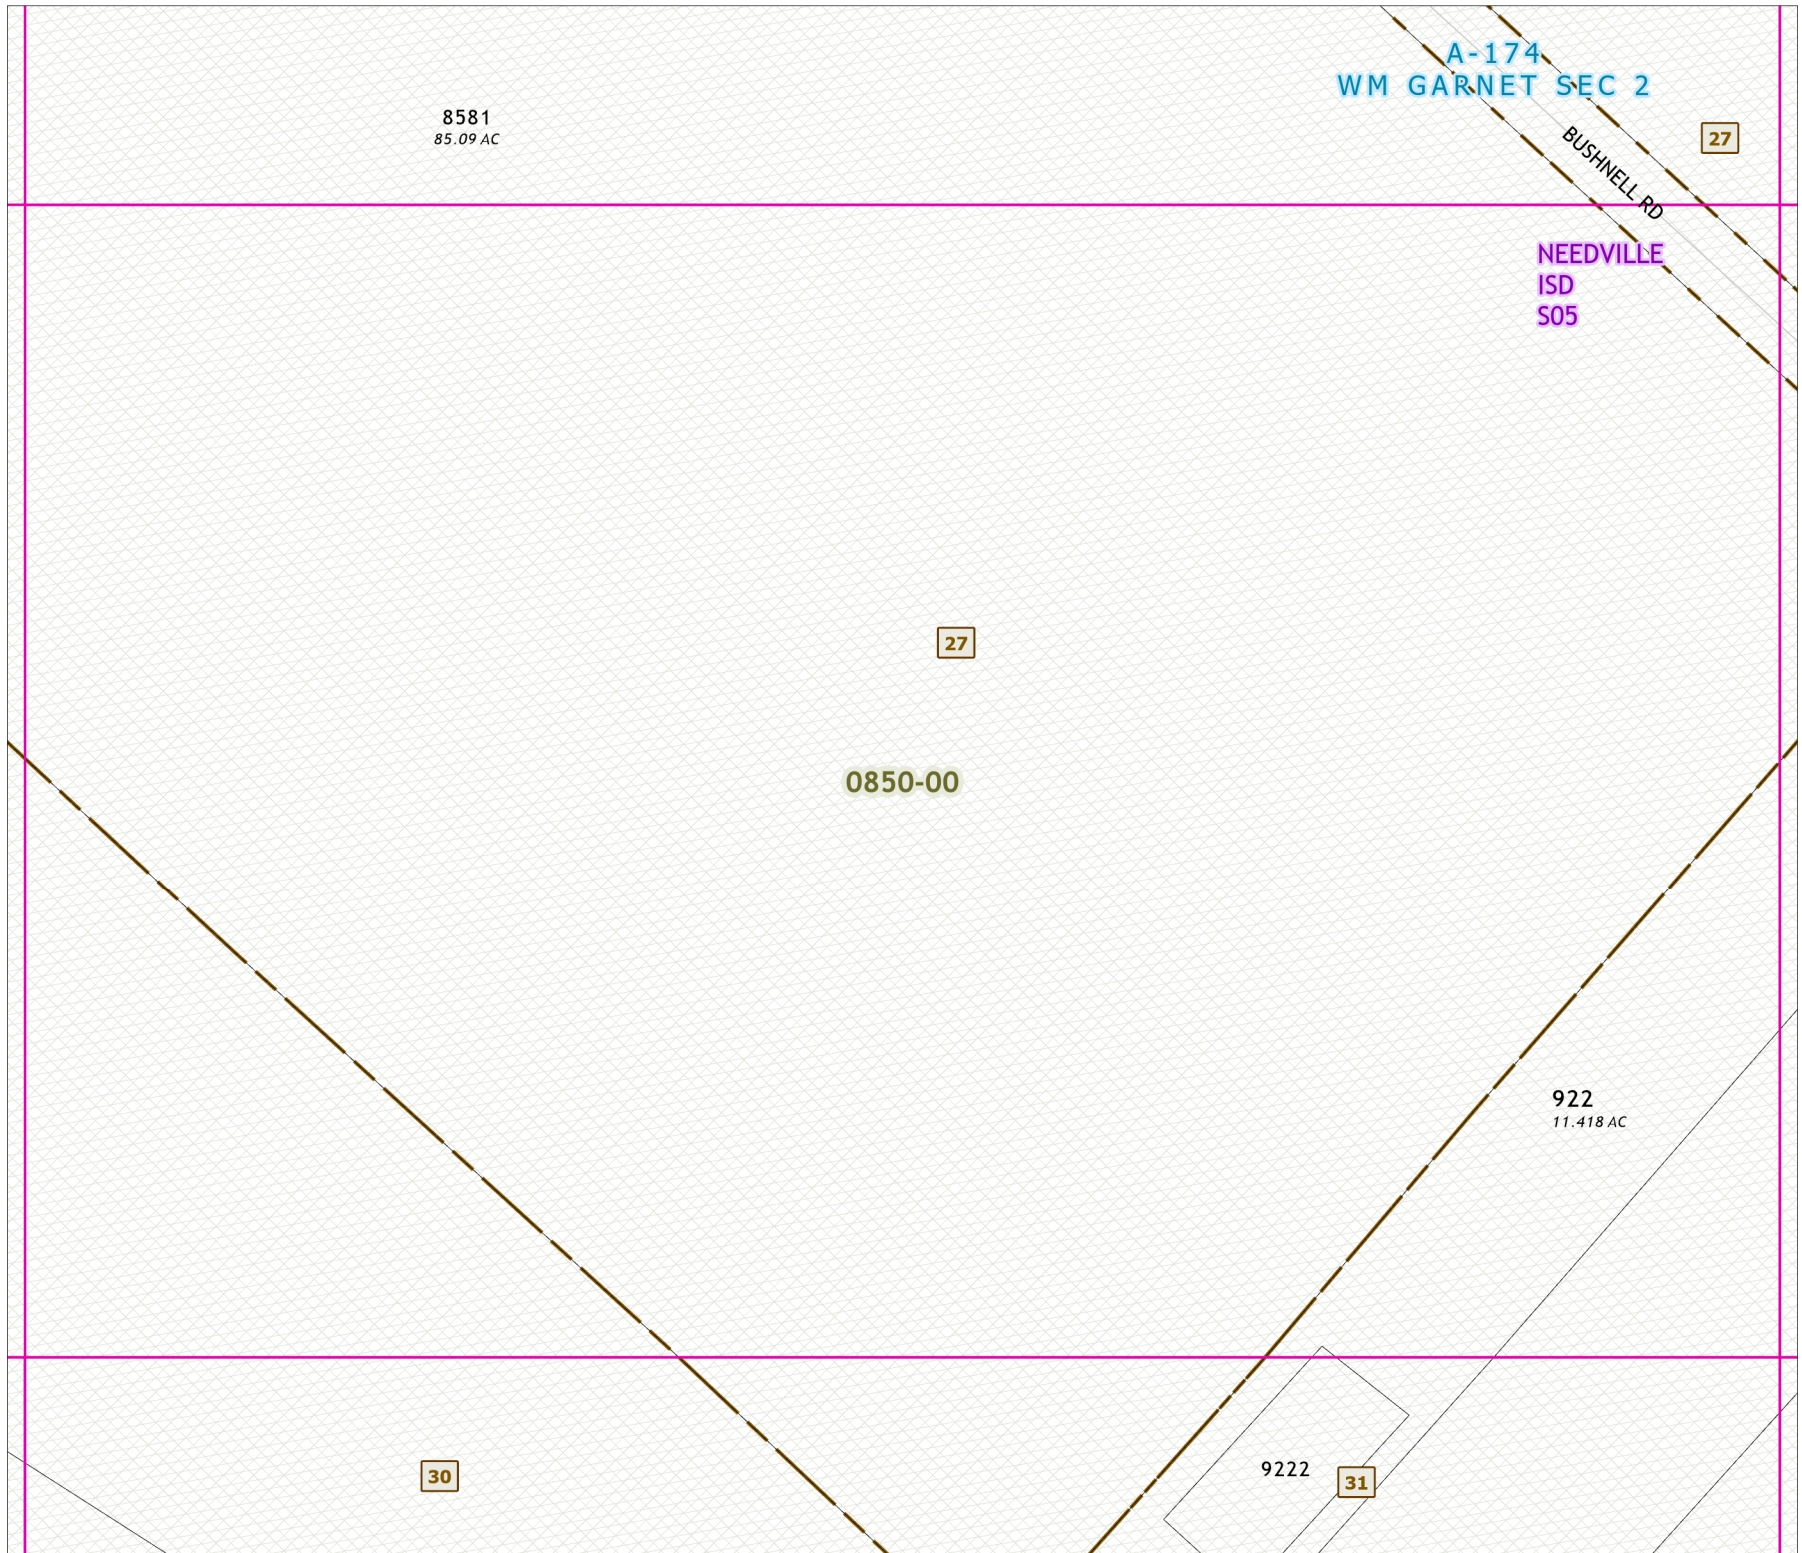 A-174
WM GARNET SEC 2
8581
85.09 AC
27
BUSHNELL RD
NEEDVILLE
ISD
S05
27
0850-00
922
11.418 AC
9222
30
31